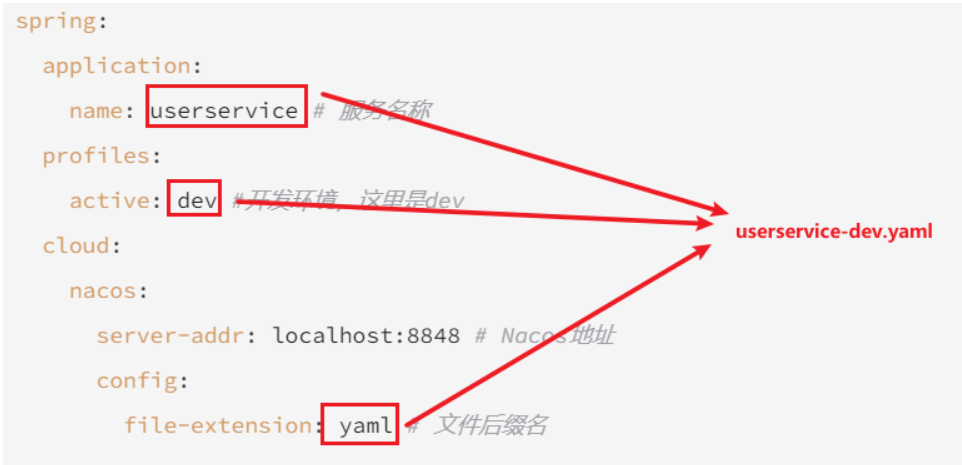 spring:
application:
name: userservice # 服务名称
profiles:
active: dev #开发环境，这里是dev
userservice-dev.yaml
cloud:
nacos:
server-addr: localhost:8848 # Nacos地址
config:
file-extension: yaml # 文件后缀名